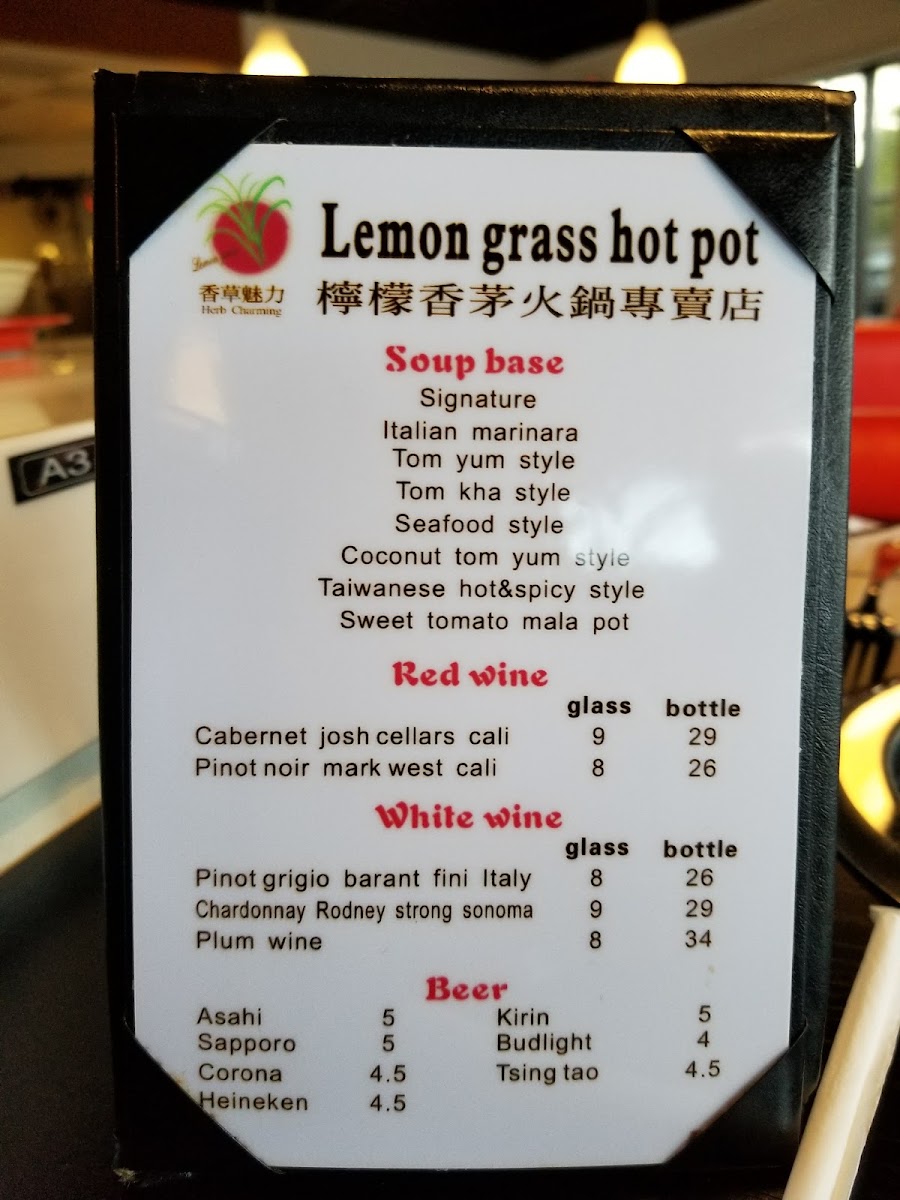 Lemon grass hot pot
香草魅力
Herb Charming
檸檬香茅火鍋專賣店
Soup base
Signature
Italian marinara
Tom yum style
Tom kha style
Seafood style
Coconut tom yum style
Taiwanese hot&spicy style
Sweet tomato mala pot
Red wine
glass bottle
Cabernet josh cellars cali 9 29
Pinot noir mark west cali 8 26
White wine
glass bottle
Pinot grigio barant fini Italy 8 26
Chardonnay Rodney strong sonoma 9 29
Plum wine 8 34
Beer
Asahi 5 Kirin 5
Sapporo 5 Budlight 4
Corona 4.5 Tsing tao 4.5
Heineken 4.5
A3